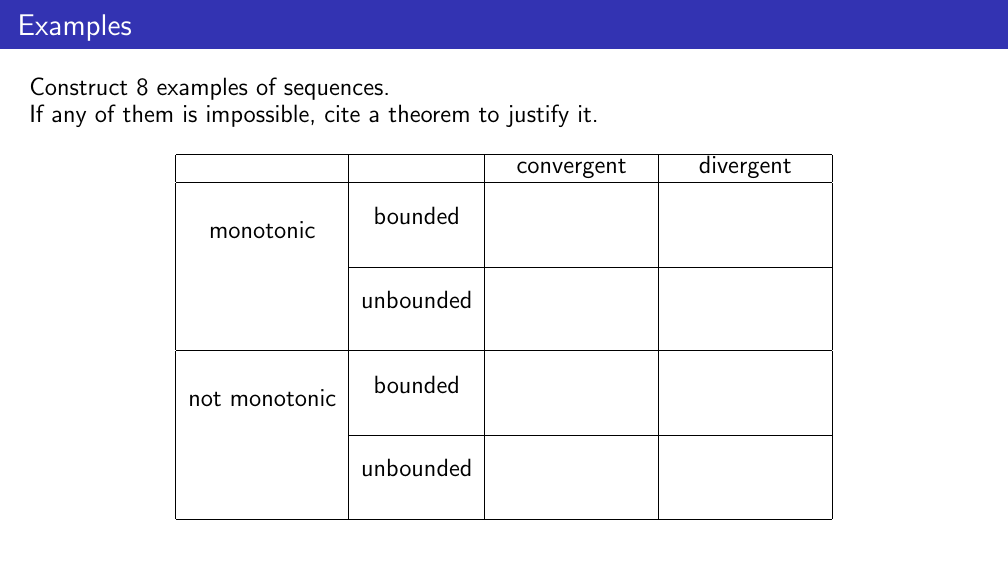 Examples
Construct 8 examples of sequences.
If any of them is impossible, cite a theorem to justify it.
convergent divergent
monotonic bounded
unbounded
not monotonic bounded
unbounded